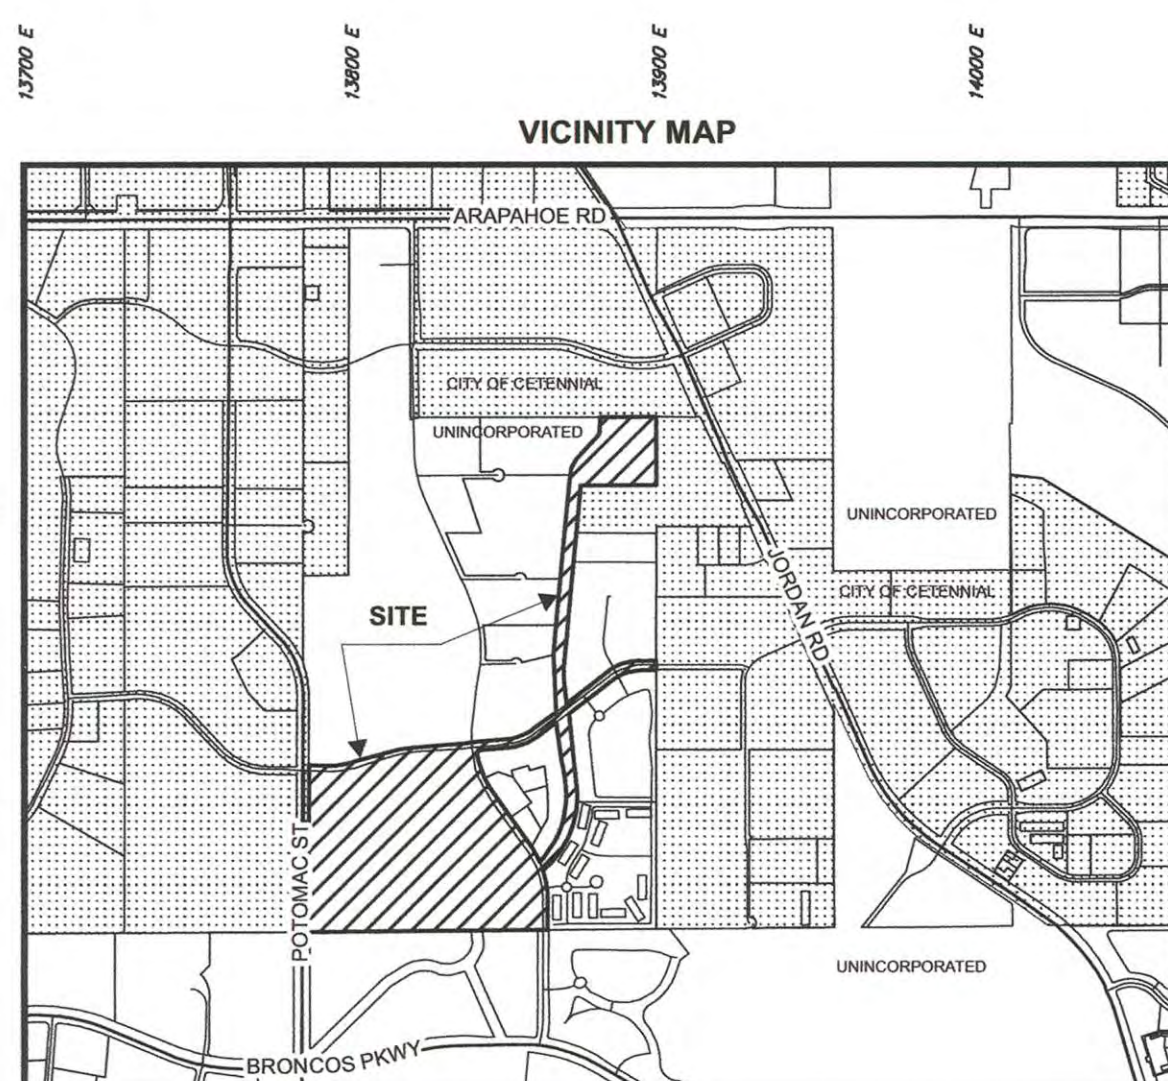 13700 E
13800 E
13900 E
14000 E
VICINITY MAP
ARAPAHOE RD
CITY OF CETENNIAL
UNINCORPORATED
UNINCORPORATED
JORDAN RD
CITY OF CETENNIAL
SITE
POTOMAC ST
UNINCORPORATED
BRONCOS PKWY